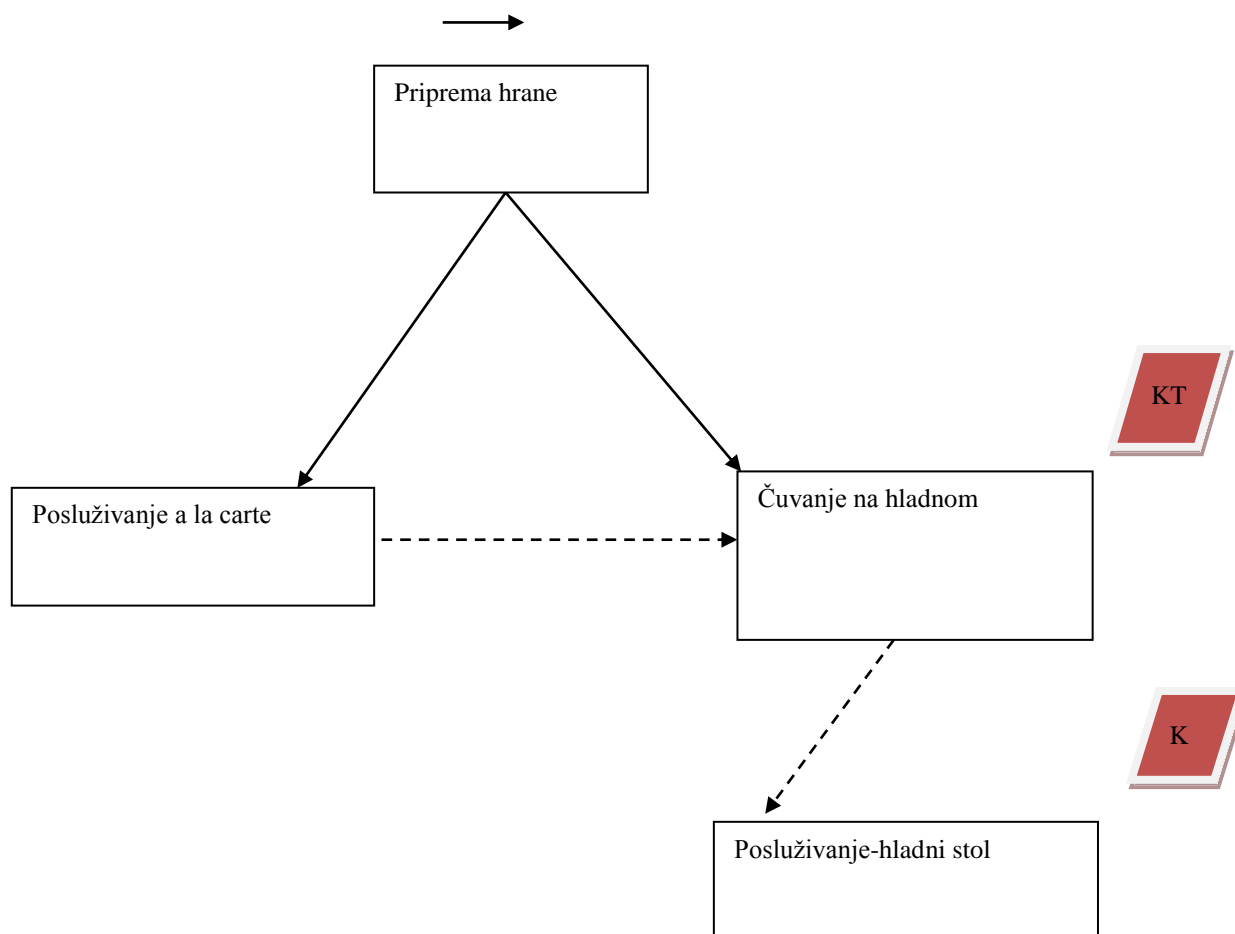 Priprema hrane
KT
Posluživanje a la carte
Čuvanje na hladnom
K
Posluživanje-hladni stol